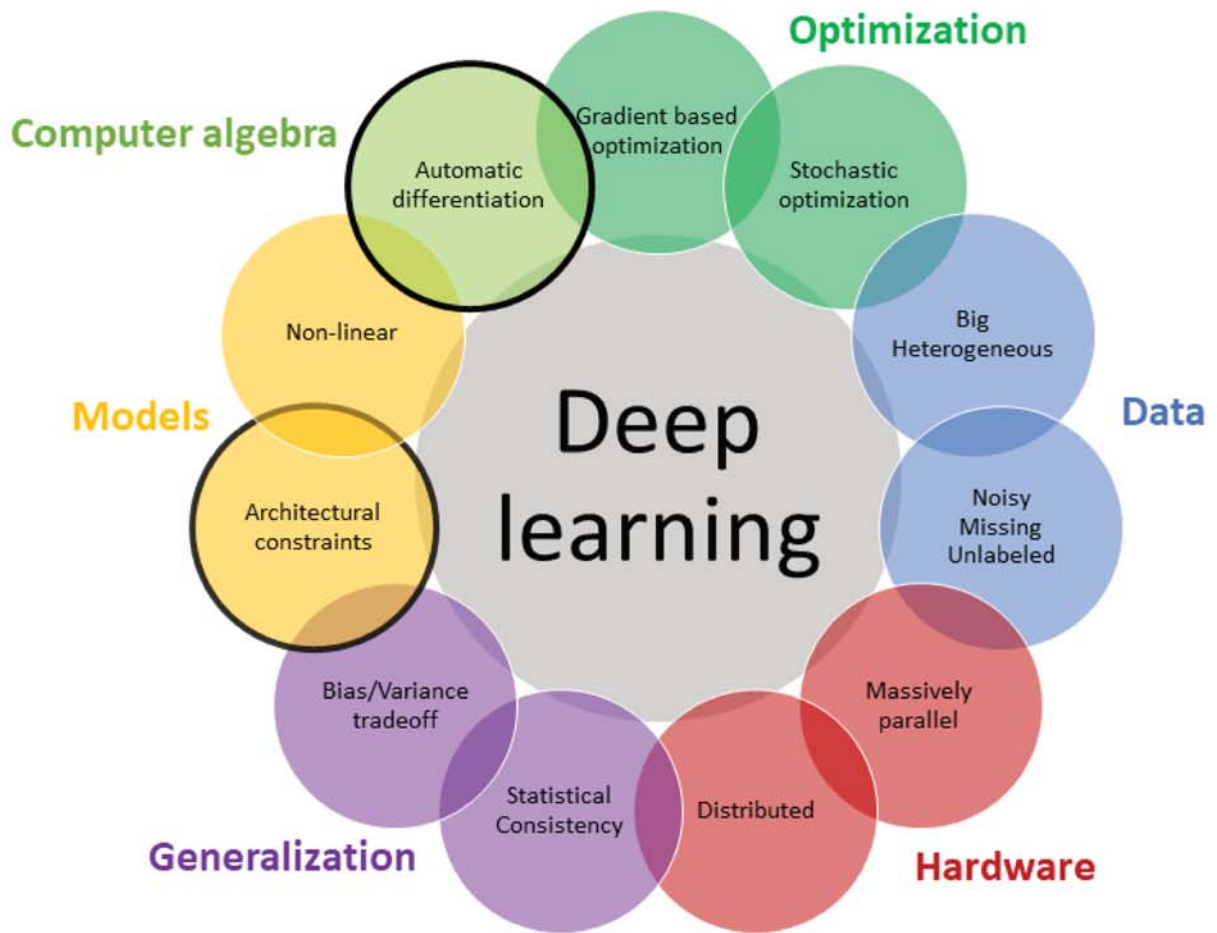 Optimization
Computer algebra
Gradient based
optimization
Automatic
differentiation
Stochastic
optimization
Non-linear
Big
Heterogeneous
Models
Data
Deep
learning
Architectural
constraints
Noisy
Missing
Unlabeled
Bias/Variance
tradeoff
Massively
parallel
Statistical
Consistency
Distributed
Generalization
Hardware